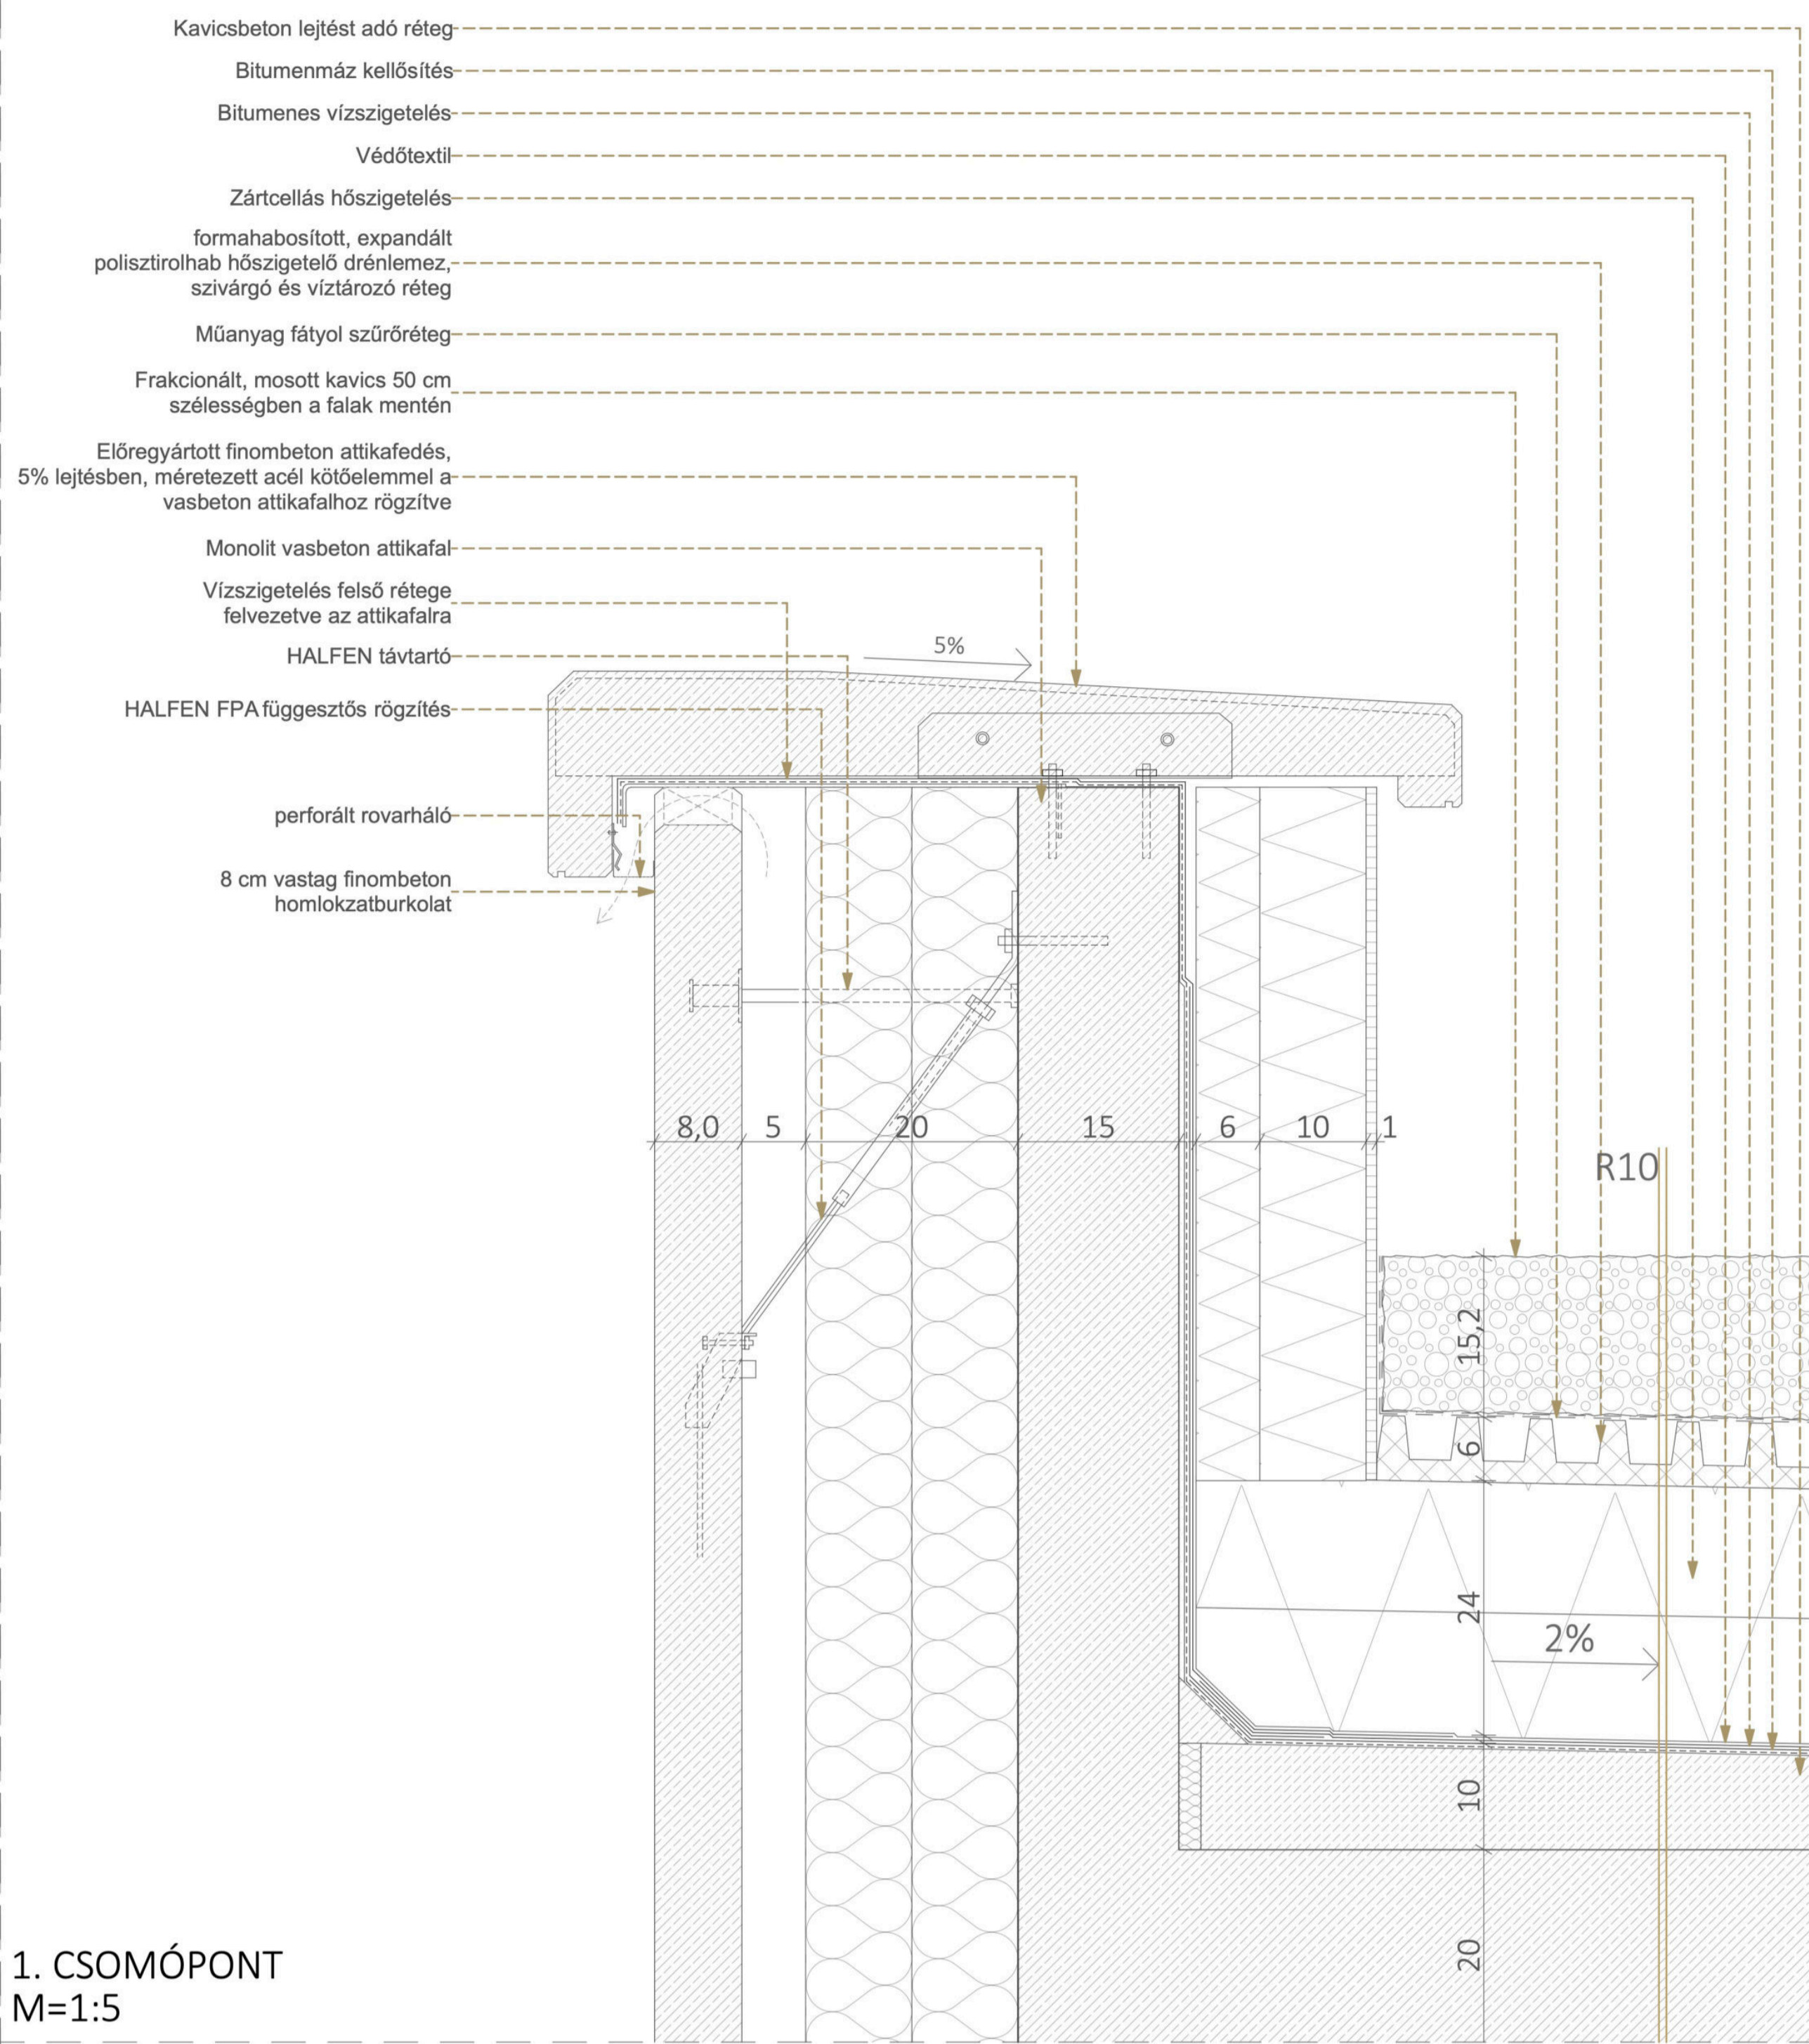 Kavicsbeton lejtést adó réteg
Bitumenmáz kellősítés
Bitumenes vízszigetelés
Védőtextil
Zártcellás hőszigetelés
formahabosított, expandált
polisztirolhab hőszigetelő drénlemez,
szivárgó és víztározó réteg
Műanyag fátyol szűrőréteg
Frakcionált, mosott kavics 50 cm
szélességben a falak mentén
Előregyártott finombeton attikafedés,
5% lejtésben, méretezett acél kötőelemmel a
vasbeton attikafalhoz rögzítve
Monolit vasbeton attikafal
Vízszigetelés felső rétege
felvezetve az attikafalra
HALFEN távtartó
HALFEN FPA függesztős rögzítés
perforált rovarháló
8 cm vastag finombeton
homlokzatburkolat
5%
8,0 5 20 15 6 10 1
R10
15,2
6
24
2%
10
20
1. CSOMÓPONT
M=1:5